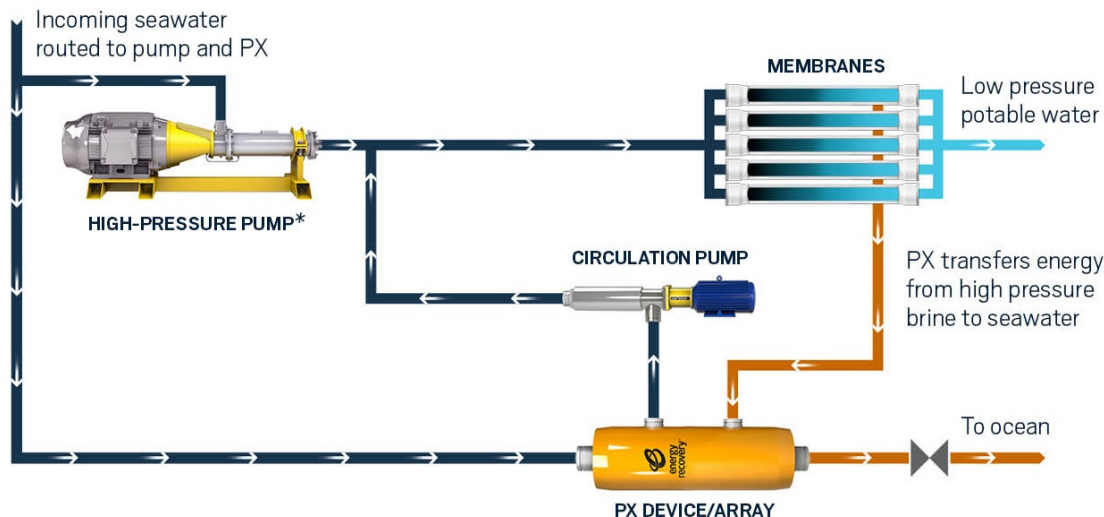 Incoming seawater
routed to pump and PX
MEMBRANES
Low pressure
potable water
HIGH-PRESSURE PUMP*
CIRCULATION PUMP
PX transfers energy
from high pressure
brine to seawater
To ocean
energy
recovery
PX DEVICE/ARRAY